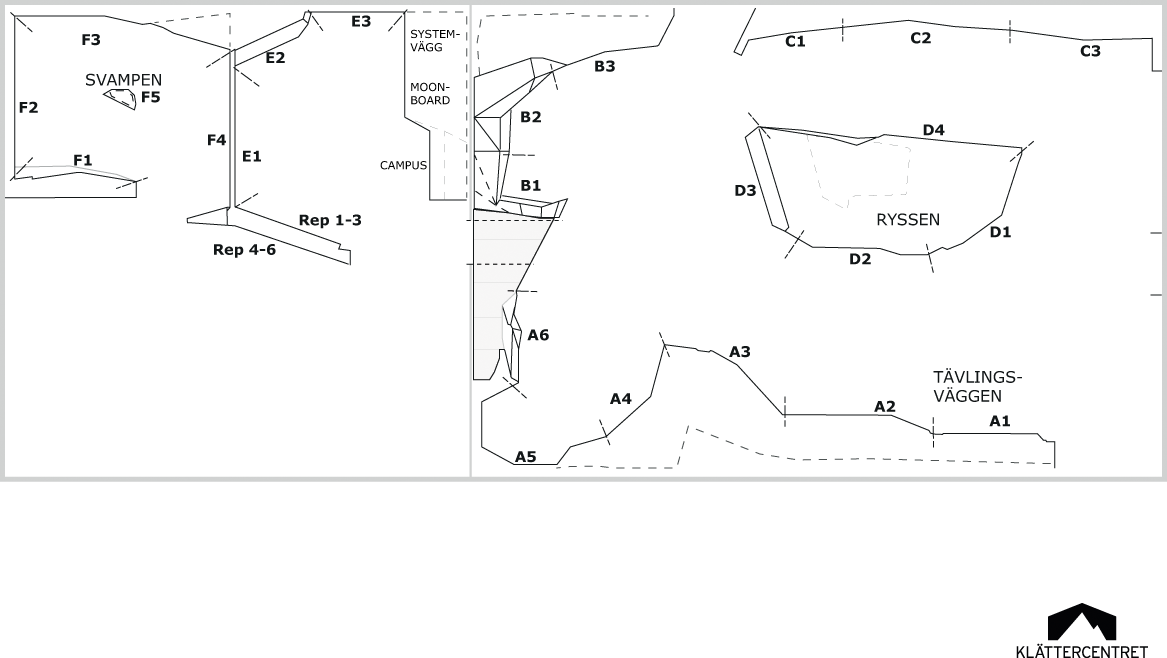 F3
SVAMPEN
F5
F2
F1
F4
E1
E2
E3
SYSTEM-
VÄGG
MOON-
BOARD
CAMPUS
Rep 1-3
Rep 4-6
B3
B2
B1
C1
C2
C3
D4
D3
RYSSEN
D1
D2
A6
A3
A4
A5
TÄVLINGS-
VÄGGEN
A2
A1
KLÄTTERCENTRET